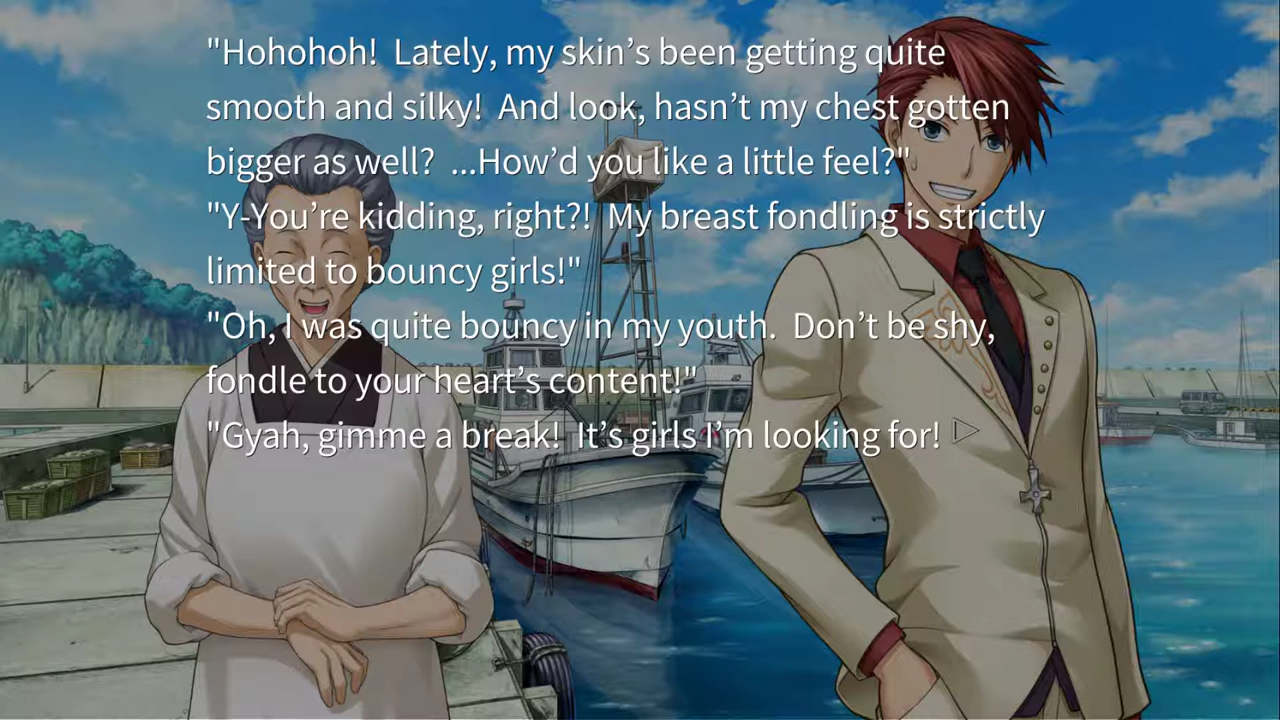 "Hohohoh!  Lately, my skin’s been getting quite
smooth and silky!  And look, hasn’t my chest gotten
bigger as well?  ...How’d you like a little feel?"
"Y-You’re kidding, right?!  My breast fondling is strictly
limited to bouncy girls!"
"Oh, I was quite bouncy in my youth.  Don’t be shy,
fondle to your heart’s content!"
"Gyah, gimme a break!  It’s girls I’m looking for!